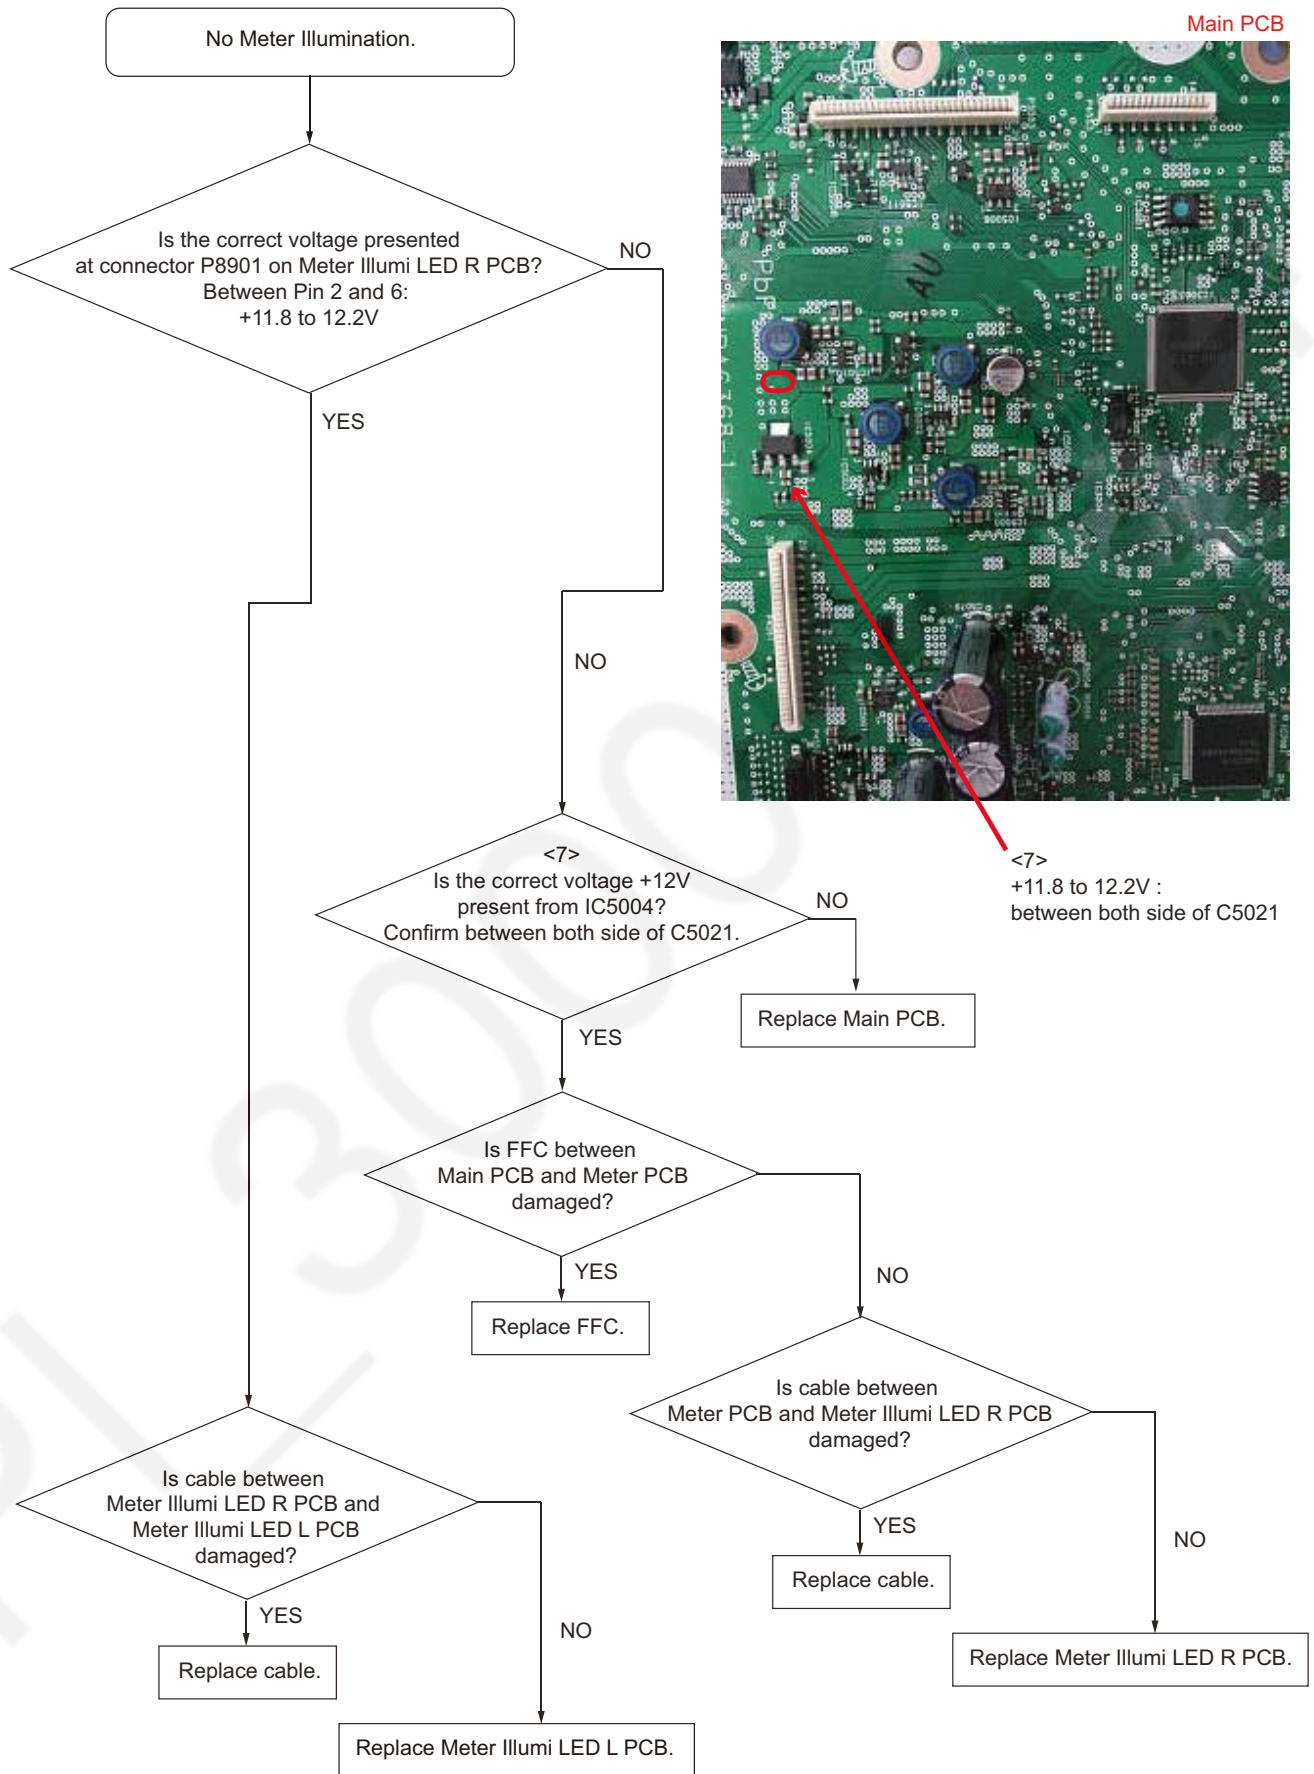 Main PCB
No Meter Illumination.
Is the correct voltage presented
at connector P8901 on Meter Illumi LED R PCB?
Between Pin 2 and 6:
+11.8 to 12.2V
NO
YES
NO
AU
<7>
Is the correct voltage +12V
present from IC5004?
Confirm between both side of C5021.
NO
<7>
+11.8 to 12.2V :
between both side of C5021
Replace Main PCB.
YES
Is FFC between
Main PCB and Meter PCB
damaged?
YES
NO
Replace FFC.
Is cable between
Meter PCB and Meter Illumi LED R PCB
damaged?
YES
NO
Replace cable.
Replace Meter Illumi LED R PCB.
Is cable between
Meter Illumi LED R PCB and
Meter Illumi LED L PCB
damaged?
YES
NO
Replace cable.
Replace Meter Illumi LED L PCB.